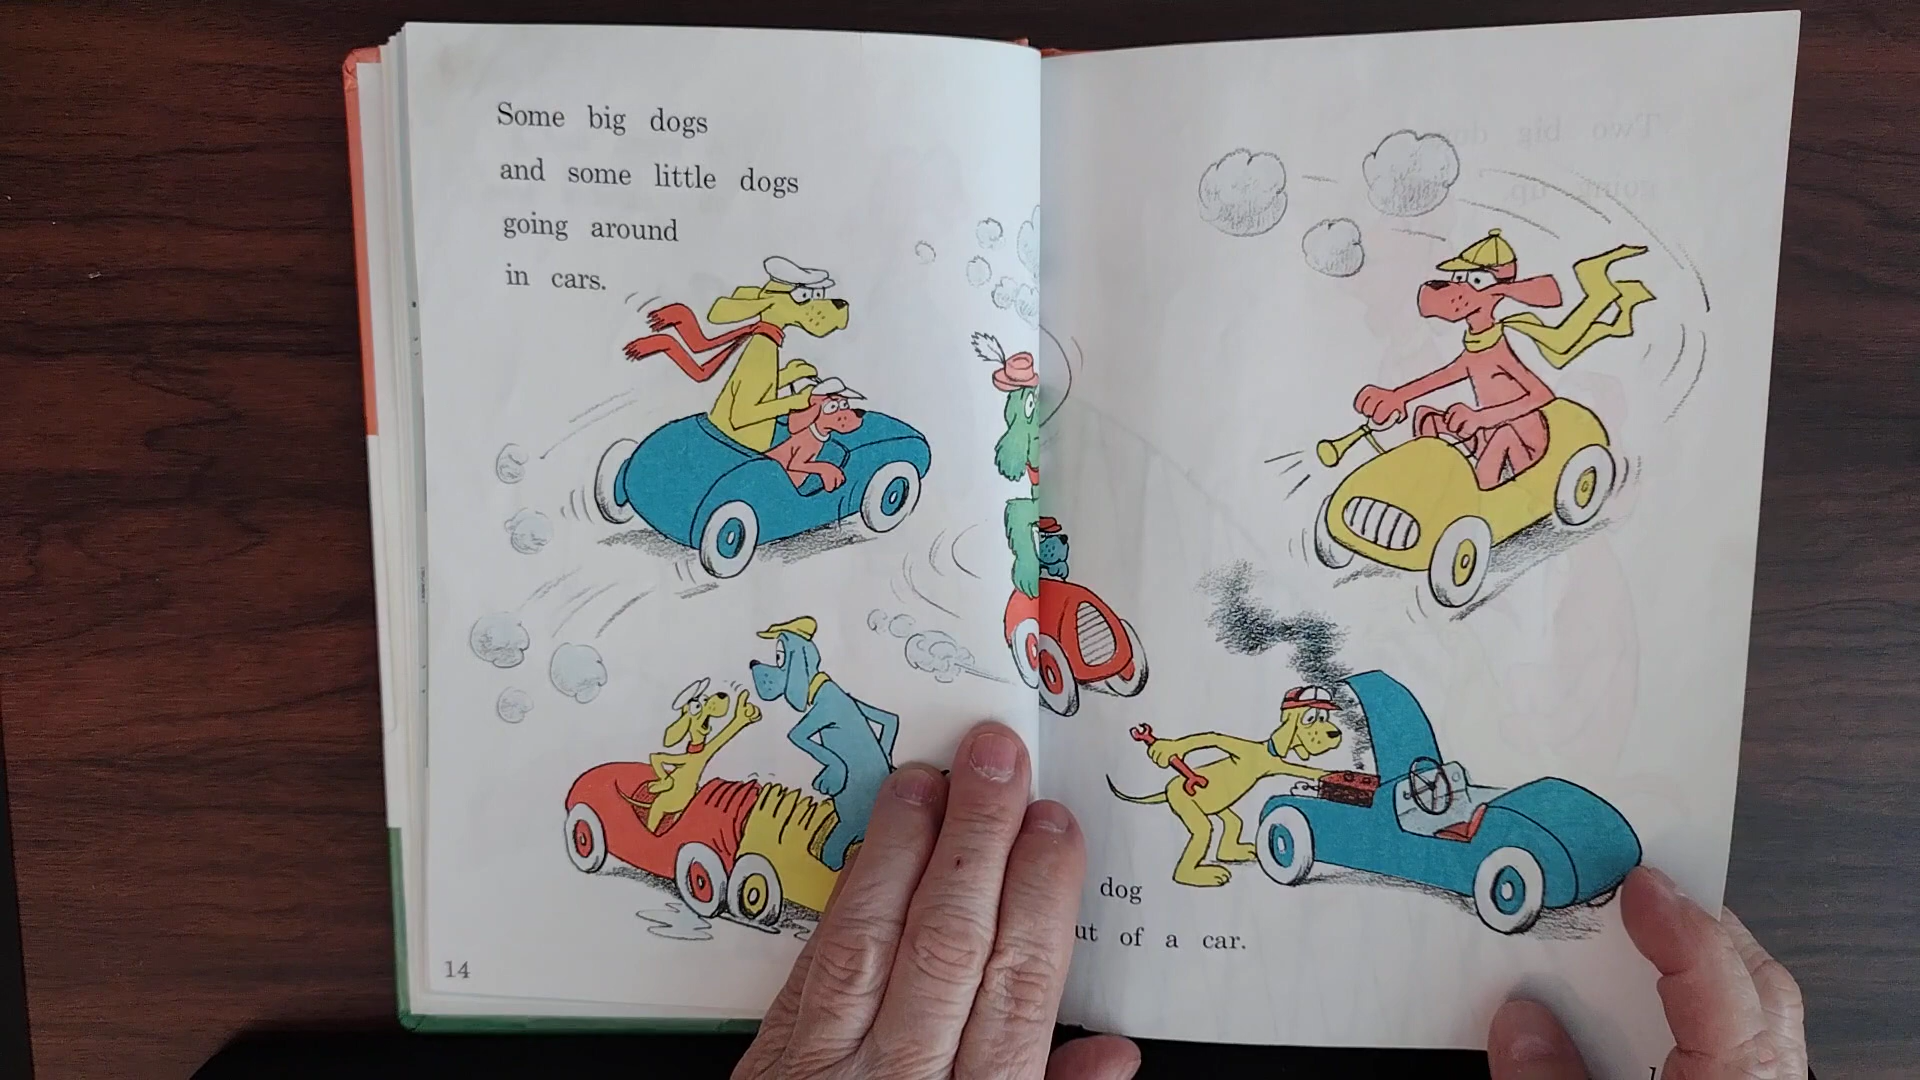 Some big dogs
and some little dogs
going around
in cars.
14
dog
of a car.